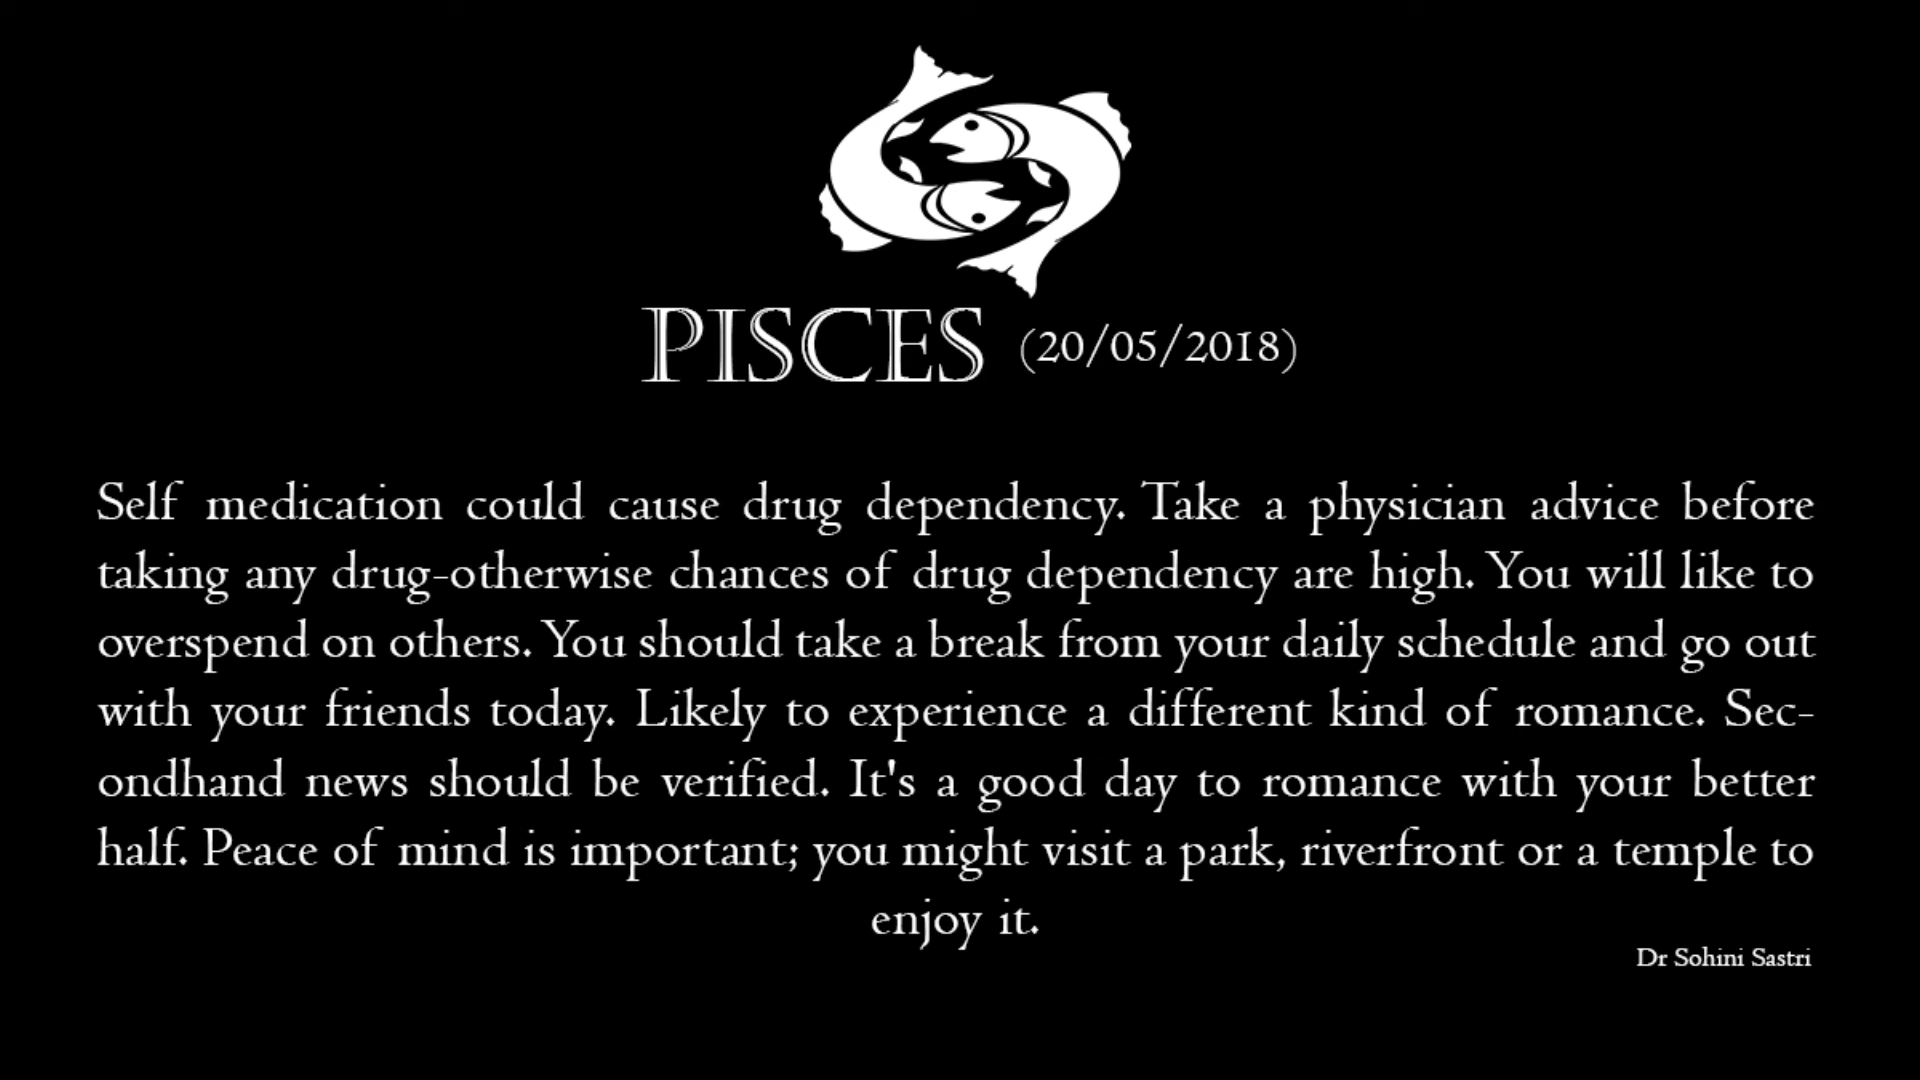 PISCES (20/05/2018)
Self medication could cause drug dependency. Take a physician advice before
taking any drug-otherwise chances of drug dependency are high. You will like to
overspend on others. You should take a break from your daily schedule and go out
with your friends today. Likely to experience a different kind of romance. Sec-
ondhand news should be verified. It's a good day to romance with your better
half. Peace of mind is important; you might visit a park, riverfront or a temple to
enjoy it.
Dr Sohini Sastri